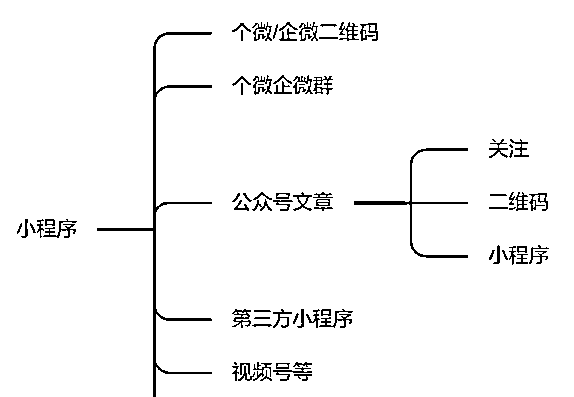 个微/企微二维码
个微企微群
关注
公众号文章
二维码
小程序
小程序
第三方小程序
视频号等